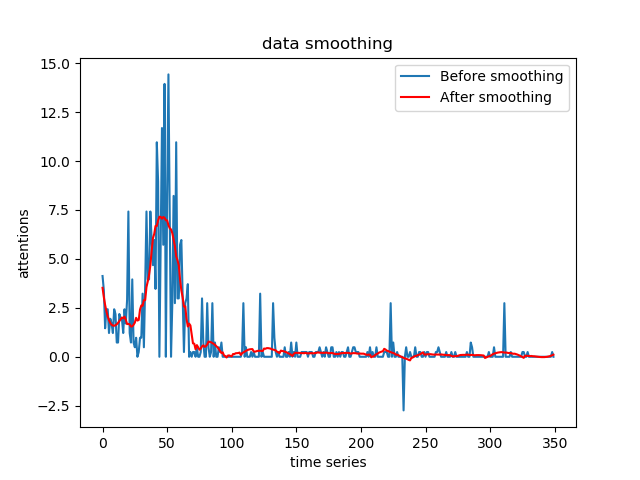 data smoothing
Before smoothing
After smoothing
15.0
12.5
10.0
7.5
5.0
2.5
0.0
−2.5
attentions
0 50 100 150 200 250 300 350
time series